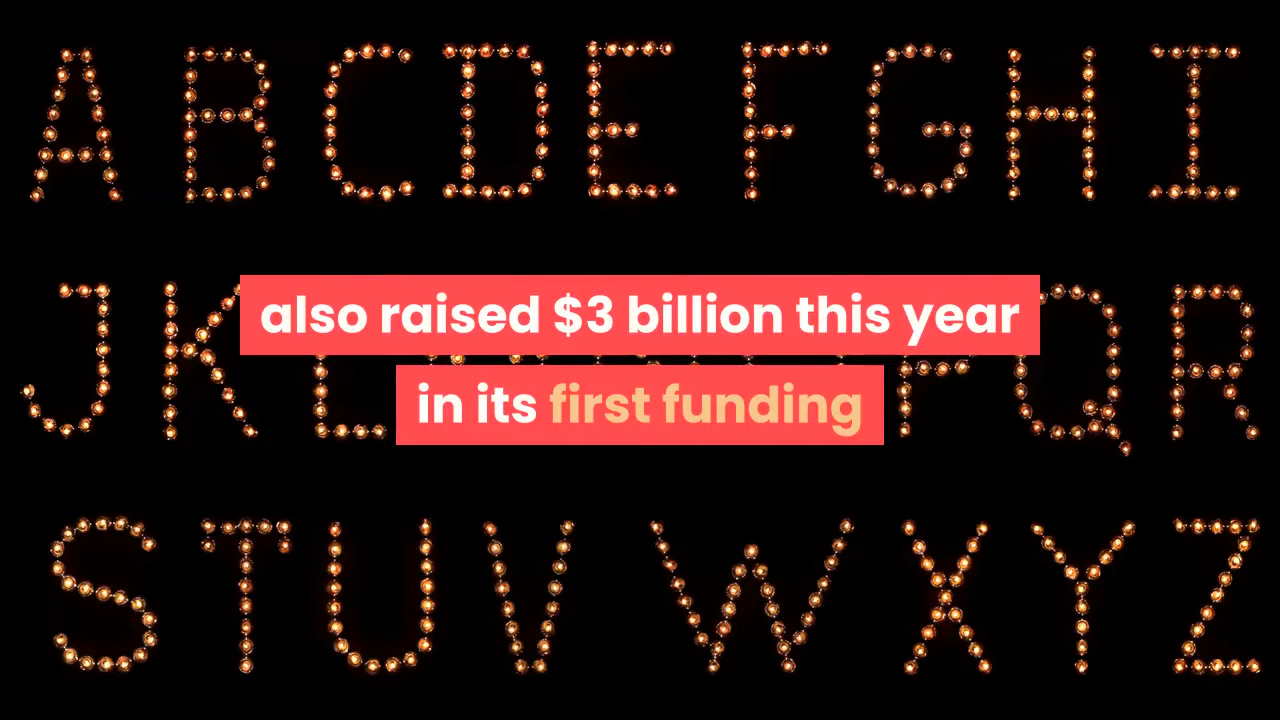 A B C D E F G H I
also raised $3 billion this year
J K L P Q R
in its first funding
S T U V W X Y Z